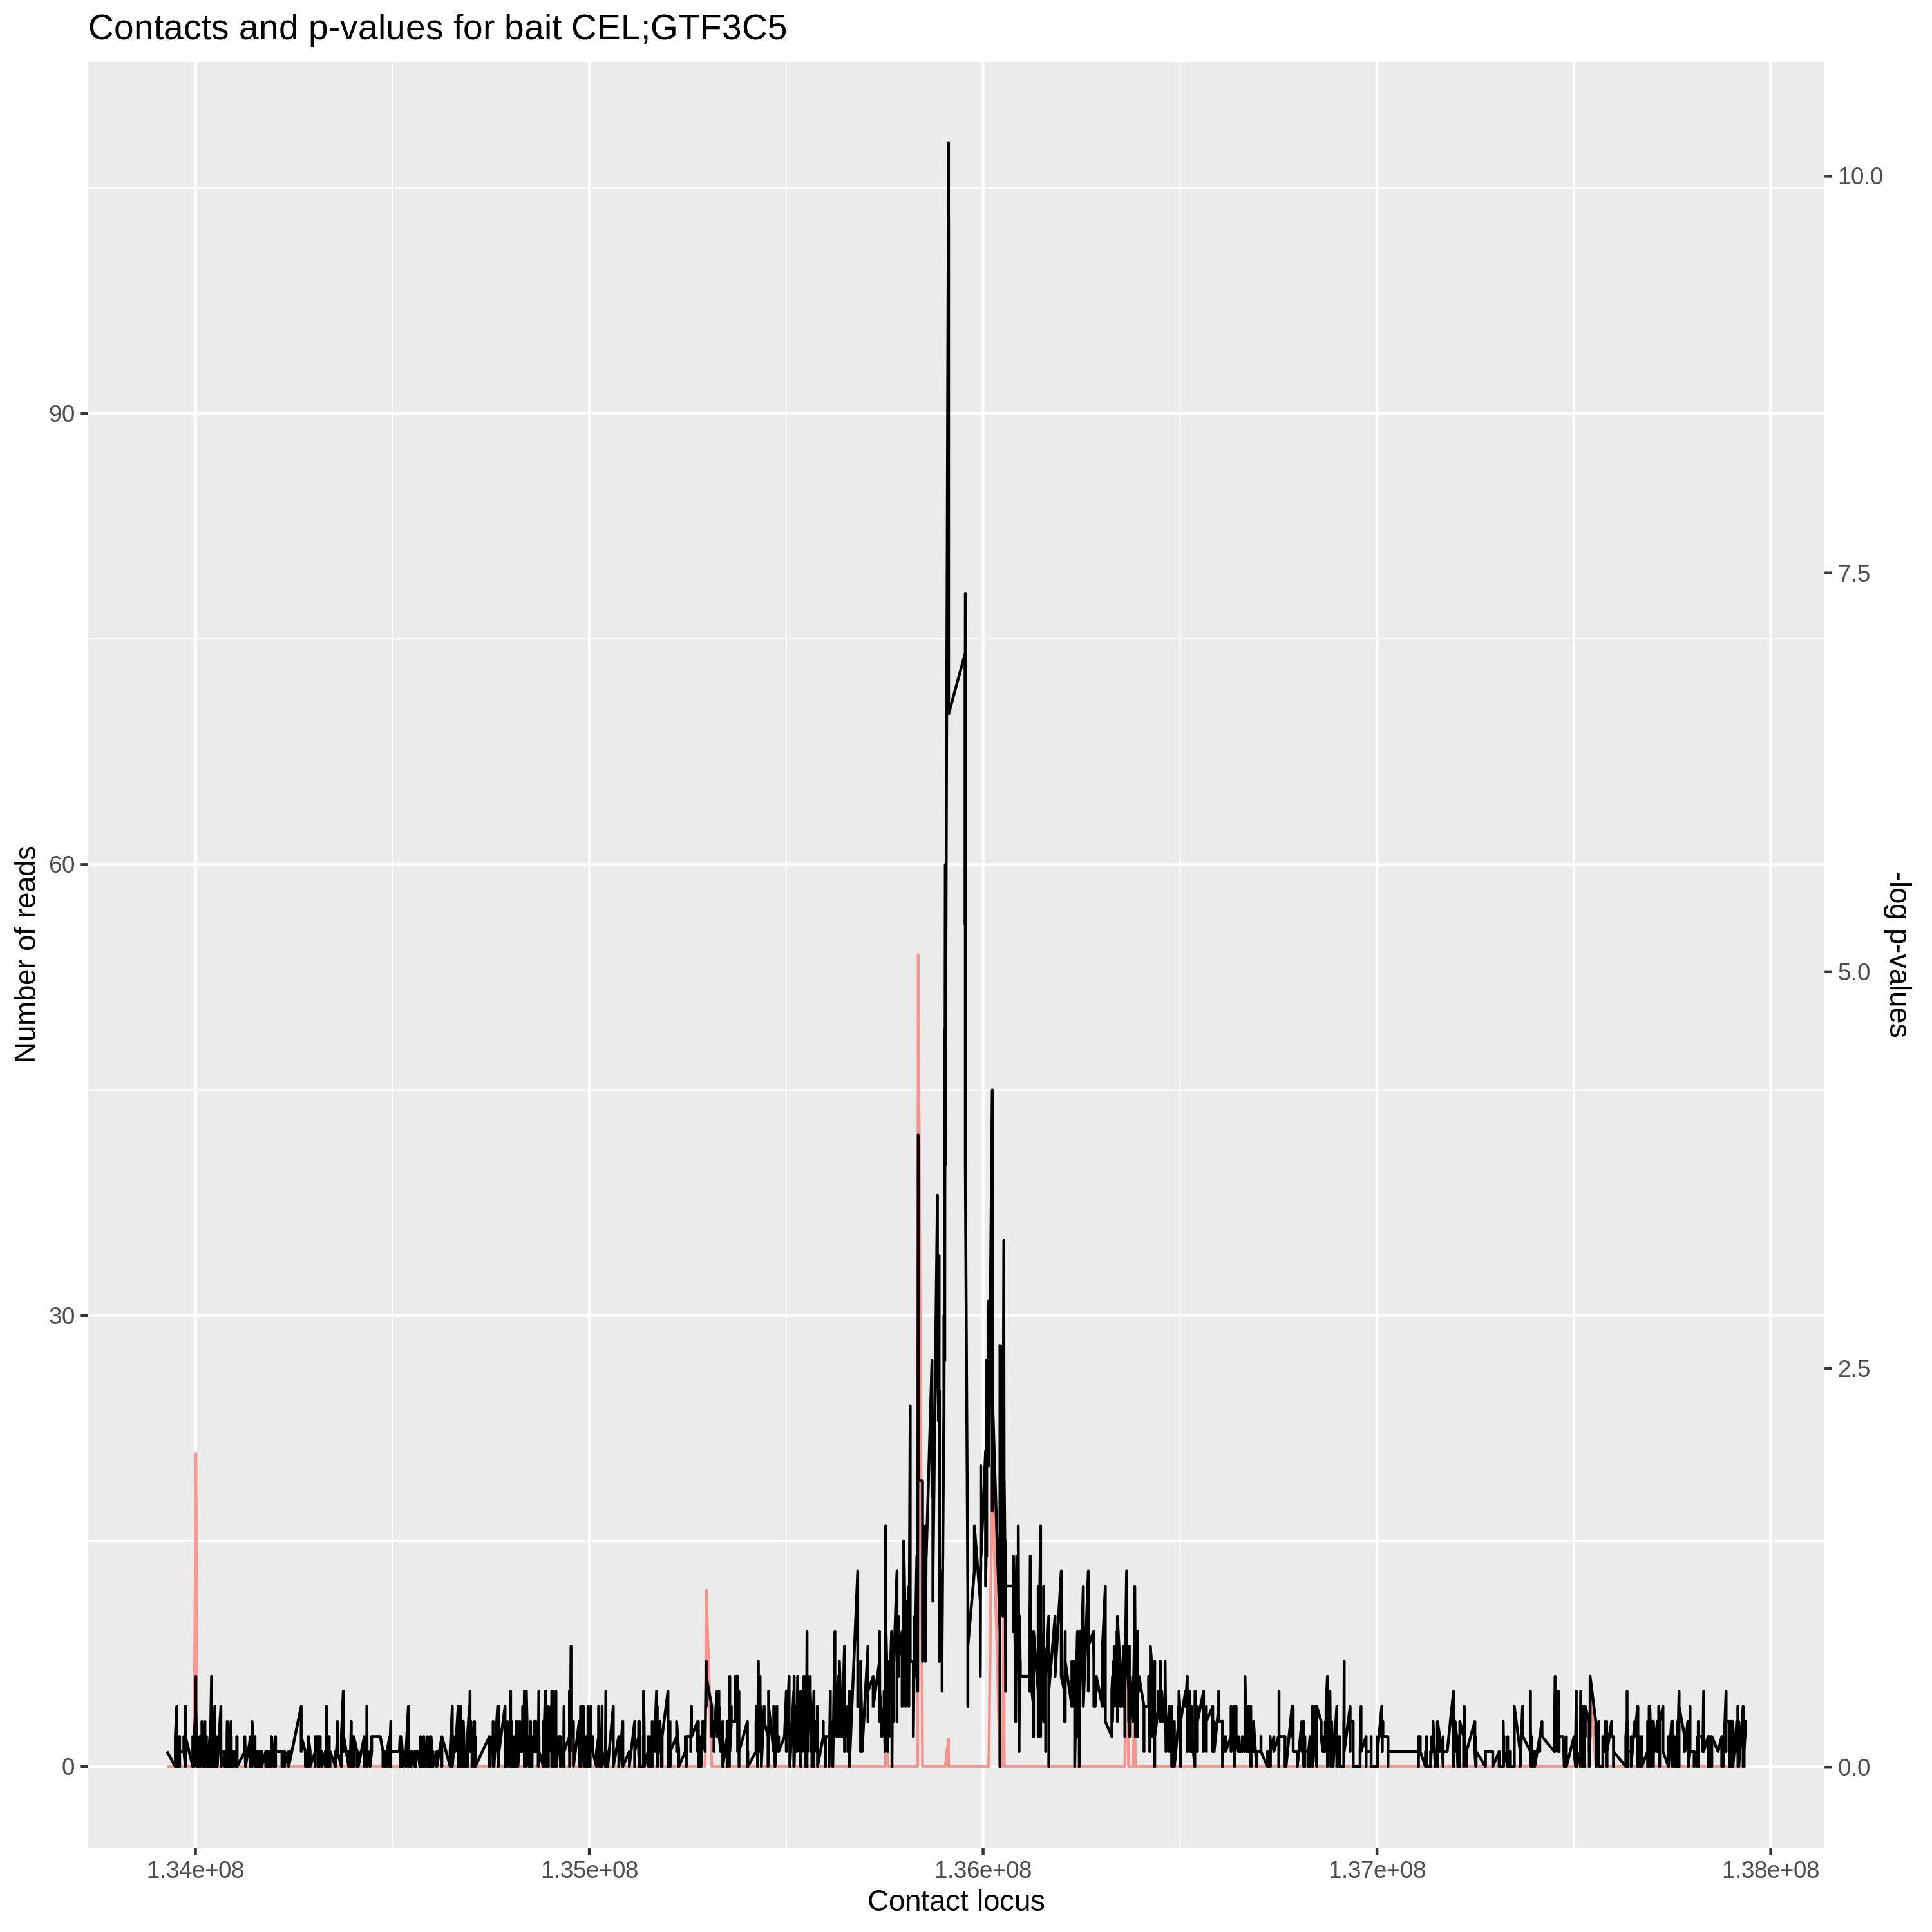 Contacts and p-values for bait CEL;GTF3C5
Number of reads
90
60
30
0
10.0
7.5
5.0
2.5
0.0
-log p-values
1.34e+08
1.35e+08
1.36e+08
1.37e+08
1.38e+08
Contact locus